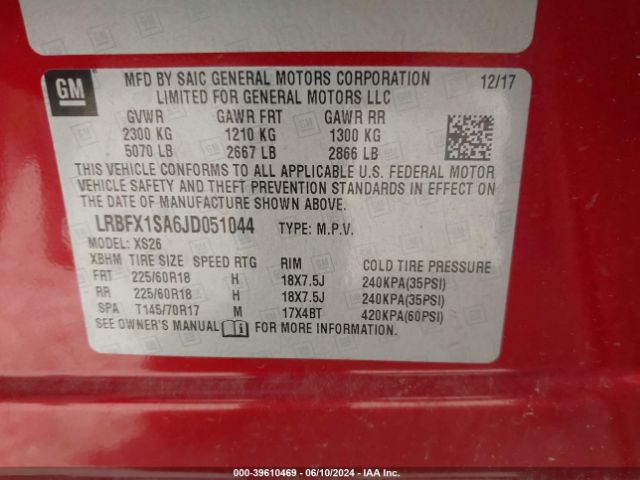 GM
MFD BY SAIC GENERAL MOTORS CORPORATION 12/17
LIMITED FOR GENERAL MOTORS LLC
GVWR GAWR FRT GAWR RR
2300 KG 1210 KG 1300 KG
5070 LB 2667 LB 2866 LB
THIS VEHICLE CONFORMS TO ALL APPLICABLE U.S. FEDERAL MOTOR
VEHICLE SAFETY AND THEFT PREVENTION STANDARDS IN EFFECT ON
THE DATE OF MANUFACTURE SHOWN ABOVE.
LRBFX1SA6JD051044 TYPE: M.P.V.
MODEL: XS26
XBHM TIRE SIZE SPEED RTG RIM COLD TIRE PRESSURE
FRT 225/60R18 H 18X7.5J 240KPA(35PSI)
RR 225/60R18 H 18X7.5J 240KPA(35PSI)
SPA T145/70R17 M 17X4BT 420KPA(60PSI)
SEE OWNER'S MANUAL FOR MORE INFORMATION.
000-39610469 - 06/10/2024 - IAA Inc.